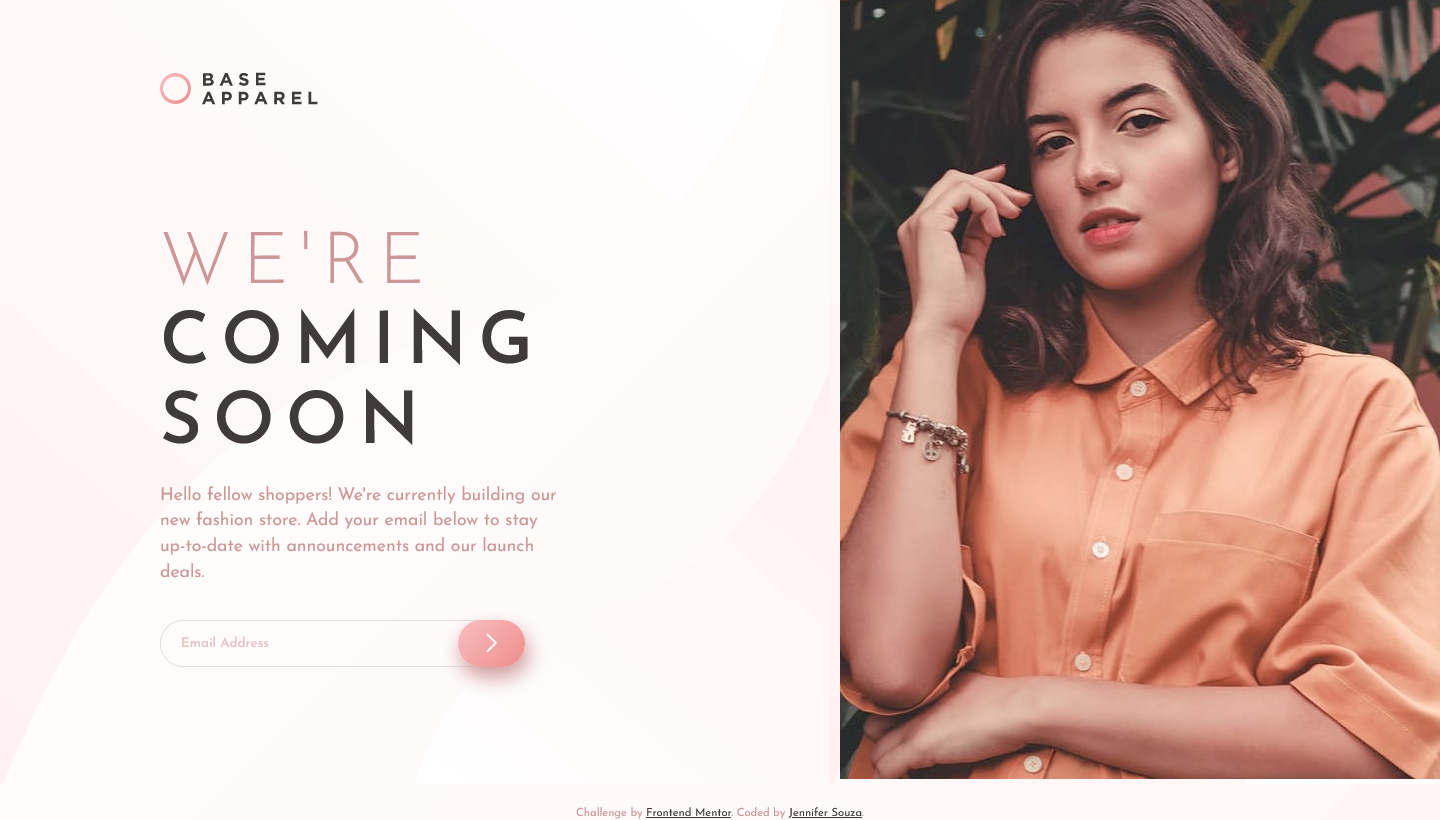 BASE
APPAREL
WE'RE
COMING
SOON
Hello fellow shoppers! We're currently building our
new fashion store. Add your email below to stay
up-to-date with announcements and our launch
deals.
Email Address
Challenge by Frontend Mentor. Coded by Jennifer Souza.